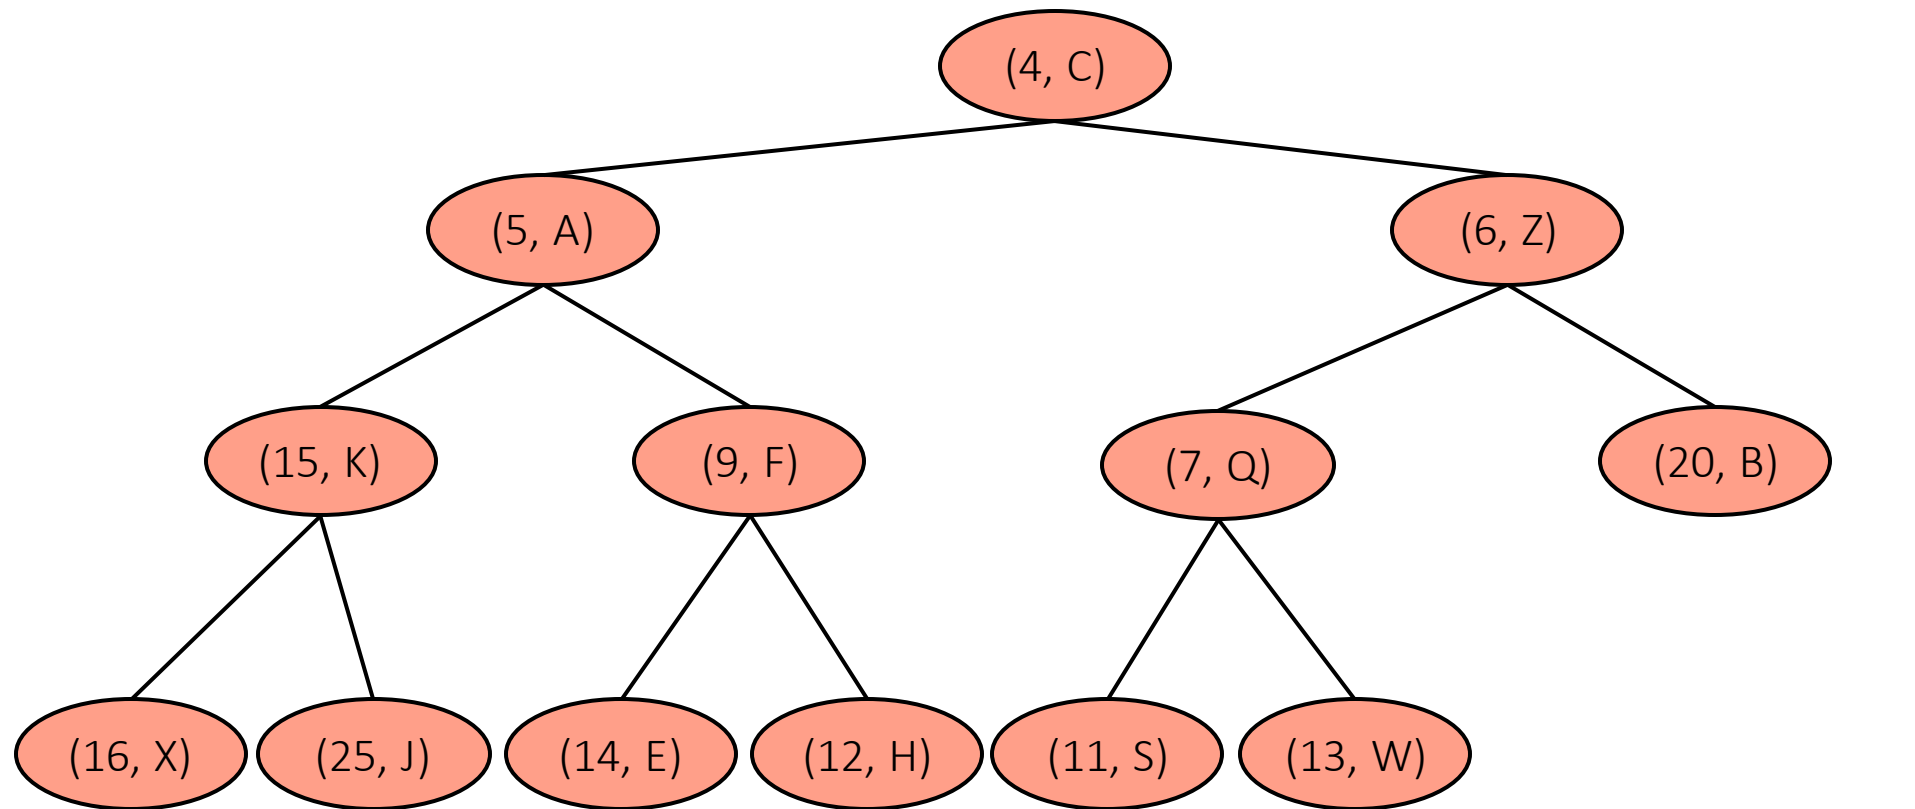 (4, C)
(5, A)
(6, Z)
(15, K)
(9, F)
(7, Q)
(20, B)
(16, X)
(25, J)
(14, E)
(12, H)
(11, S)
(13, W)